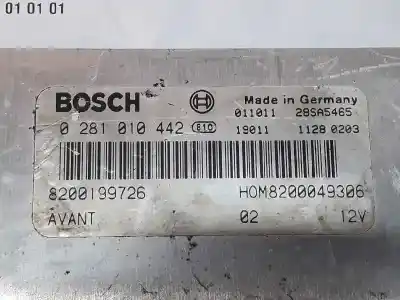 01 01 01
BOSCH Made in Germany
011011 28SA5465
0 281 010 442 610 19011 1128 0203
8200199726 HOM8200049306
AVANT 02 12V